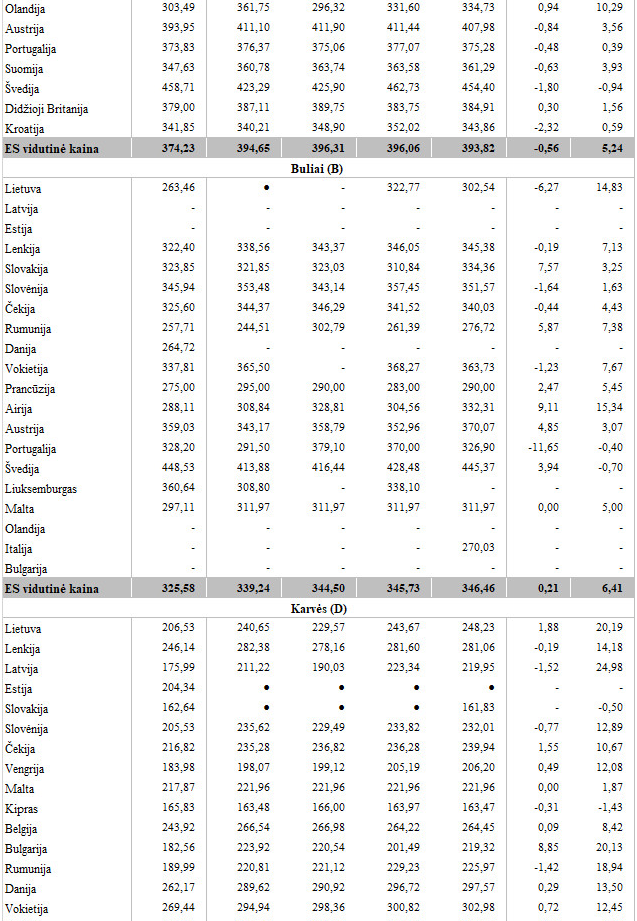 Olandija 303,49 361,75 296,32 331,60 334,73 0,94 10,29
Austrija 393,95 411,10 411,90 411,44 407,98 -0,84 3,56
Portugalija 373,83 376,37 375,06 377,07 375,28 -0,48 0,39
Suomija 347,63 360,78 363,74 363,58 361,29 -0,63 3,93
Švedija 458,71 423,29 425,90 462,73 454,40 -1,80 -0,94
Didžioji Britanija 379,00 387,11 389,75 383,75 384,91 0,30 1,56
Kroatija 341,85 340,21 348,90 352,02 343,86 -2,32 0,59
ES vidutinė kaina 374,23 394,65 396,31 396,06 393,82 -0,56 5,24
Buliai (B)
Lietuva 263,46 ● - 322,77 302,54 -6,27 14,83
Latvija - - - - - - -
Estija - - - - - - -
Lenkija 322,40 338,56 343,37 346,05 345,38 -0,19 7,13
Slovakija 323,85 321,85 323,03 310,84 334,36 7,57 3,25
Slovėnija 345,94 353,48 343,14 357,45 351,57 -1,64 1,63
Čekija 325,60 344,37 346,29 341,52 340,03 -0,44 4,43
Rumunija 257,71 244,51 302,79 261,39 276,72 5,87 7,38
Danija 264,72 - - - - - -
Vokietija 337,81 365,50 - 368,27 363,73 -1,23 7,67
Prancūzija 275,00 295,00 290,00 283,00 290,00 2,47 5,45
Airija 288,11 308,84 328,81 304,56 332,31 9,11 15,34
Austrija 359,03 343,17 358,79 352,96 370,07 4,85 3,07
Portugalija 328,20 291,50 379,10 370,00 326,90 -11,65 -0,40
Švedija 448,53 413,88 416,44 428,48 445,37 3,94 -0,70
Liuksemburgas 360,64 308,80 - 338,10 - - -
Malta 297,11 311,97 311,97 311,97 311,97 0,00 5,00
Olandija - - - - - - -
Italija - - - - 270,03 - -
Bulgarija - - - - - - -
ES vidutinė kaina 325,58 339,24 344,50 345,73 346,46 0,21 6,41
Karvės (D)
Lietuva 206,53 240,65 229,57 243,67 248,23 1,88 20,19
Lenkija 246,14 282,38 278,16 281,60 281,06 -0,19 14,18
Latvija 175,99 211,22 190,03 223,34 219,95 -1,52 24,98
Estija 204,34 ● ● ● ● - -
Slovakija 162,64 ● ● ● 161,83 - -0,50
Slovėnija 205,53 235,62 229,49 233,82 232,01 -0,77 12,89
Čekija 216,82 235,28 236,82 236,28 239,94 1,55 10,67
Vengrija 183,98 198,07 199,12 205,19 206,20 0,49 12,08
Malta 217,87 221,96 221,96 221,96 221,96 0,00 1,87
Kipras 165,83 163,48 166,00 163,97 163,47 -0,31 -1,43
Belgija 243,92 266,54 266,98 264,22 264,45 0,09 8,42
Bulgarija 182,56 223,92 220,54 201,49 219,32 8,85 20,13
Rumunija 189,99 220,81 221,12 229,23 225,97 -1,42 18,94
Danija 262,17 289,62 290,92 296,72 297,57 0,29 13,50
Vokietija 269,44 294,94 298,36 300,82 302,98 0,72 12,45